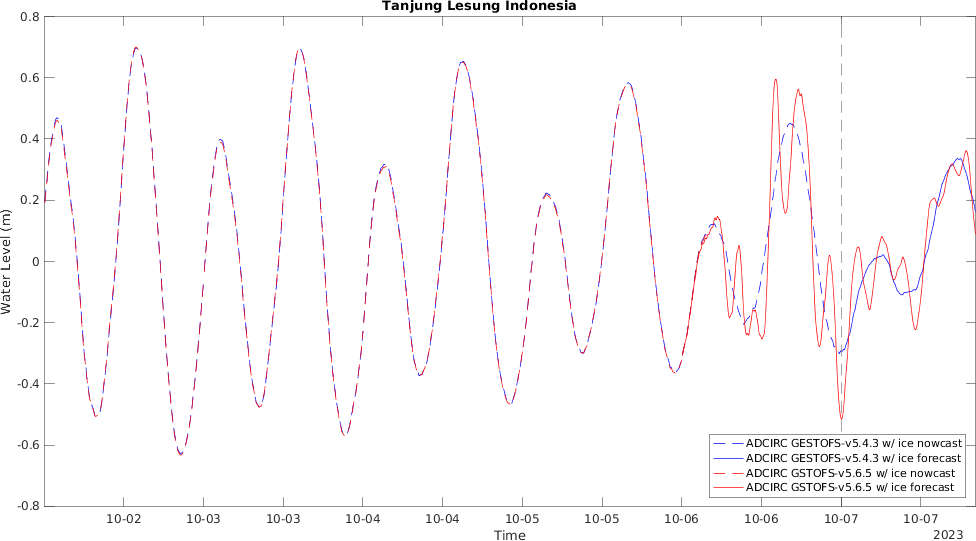 Tanjung Lesung Indonesia
0.8
0.6
0.4
0.2
0
-0.2
-0.4
-0.6
-0.8
Water Level (m)
ADCIRC GESTOFS-v5.4.3 w/ ice nowcast
ADCIRC GESTOFS-v5.4.3 w/ ice forecast
ADCIRC GSTOFS-v5.6.5 w/ ice nowcast
ADCIRC GSTOFS-v5.6.5 w/ ice forecast
10-02 10-03 10-03 10-04 10-04 10-05 10-05 10-06 10-06 10-07 10-07
Time
2023